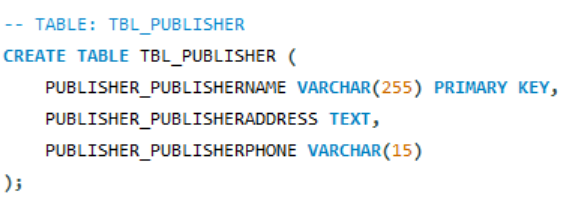 -- TABLE: TBL_PUBLISHER
CREATE TABLE TBL_PUBLISHER (
    PUBLISHER_PUBLISHERNAME VARCHAR(255) PRIMARY KEY,
    PUBLISHER_PUBLISHERADDRESS TEXT,
    PUBLISHER_PUBLISHERPHONE VARCHAR(15)
);